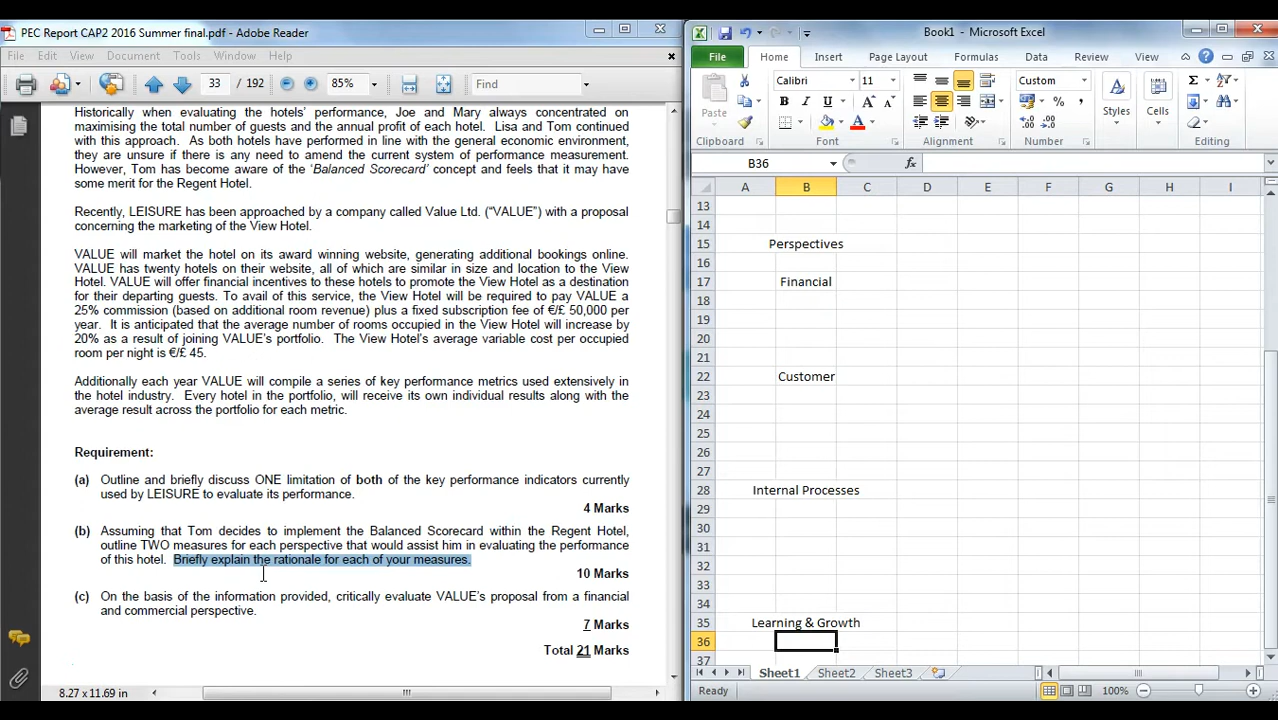 PEC Report CAP2 2016 Summer final.pdf - Adobe Reader
File Edit View Document Tools Window Help
33 / 192 85% Find
Historically when evaluating the hotels' performance, Joe and Mary always concentrated on
maximising the total number of guests and the annual profit of each hotel. Lisa and Tom continued
with this approach. As both hotels have performed in line with the general economic environment,
they are unsure if there is any need to amend the current system of performance measurement.
However, Tom has become aware of the 'Balanced Scorecard' concept and feels that it may have
some merit for the Regent Hotel.
Recently, LEISURE has been approached by a company called Value Ltd. ("VALUE") with a proposal
concerning the marketing of the View Hotel.
VALUE will market the hotel on its award winning website, generating additional bookings online.
VALUE has twenty hotels on their website, all of which are similar in size and location to the View
Hotel. VALUE will offer financial incentives to these hotels to promote the View Hotel as a destination
for their departing guests. To avail of this service, the View Hotel will be required to pay VALUE a
25% commission (based on additional room revenue) plus a fixed subscription fee of €/£ 50,000 per
year. It is anticipated that the average number of rooms occupied in the View Hotel will increase by
20% as a result of joining VALUE's portfolio. The View Hotel's average variable cost per occupied
room per night is €/£ 45.
Additionally each year VALUE will compile a series of key performance metrics used extensively in
the hotel industry. Every hotel in the portfolio, will receive its own individual results along with the
average result across the portfolio for each metric.
Requirement:
(a) Outline and briefly discuss ONE limitation of both of the key performance indicators currently
used by LEISURE to evaluate its performance.
4 Marks
(b) Assuming that Tom decides to implement the Balanced Scorecard within the Regent Hotel,
outline TWO measures for each perspective that would assist him in evaluating the performance
of this hotel. Briefly explain the rationale for each of your measures.
10 Marks
(c) On the basis of the information provided, critically evaluate VALUE's proposal from a financial
and commercial perspective.
7 Marks
Total 21 Marks
8.27 x 11.69 in
Book1 - Microsoft Excel
File Home Insert Page Layout Formulas Data Review View
Paste Calibri 11 Custom Styles Cells
Clipboard Font Alignment Number Editing
B36 fx
A B C D E F G H I
13
14
15 Perspectives
16
17 Financial
18
19
20
21
22 Customer
23
24
25
26
27
28 Internal Processes
29
30
31
32
33
34
35 Learning & Growth
36
37
Sheet1 Sheet2 Sheet3
Ready 100%